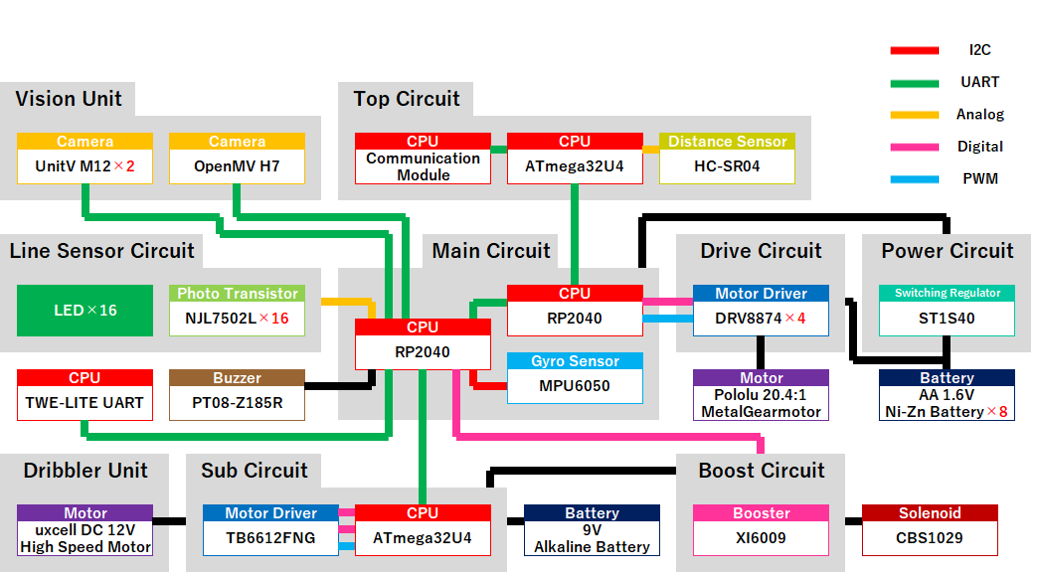 I2C
UART
Analog
Digital
PWM
Vision Unit
Camera
UnitV M12×2
Camera
OpenMV H7
Top Circuit
CPU
Communication
Module
CPU
ATmega32U4
Distance Sensor
HC-SR04
Line Sensor Circuit
LED×16
Photo Transistor
NJL7502L×16
Main Circuit
CPU
RP2040
CPU
RP2040
Gyro Sensor
MPU6050
Drive Circuit
Motor Driver
DRV8874×4
Power Circuit
Switching Regulator
ST1S40
CPU
TWE-LITE UART
Buzzer
PT08-Z185R
Motor
Pololu 20.4:1
MetalGearmotor
Battery
AA 1.6V
Ni-Zn Battery×8
Dribbler Unit
Motor
uxcell DC 12V
High Speed Motor
Sub Circuit
Motor Driver
TB6612FNG
CPU
ATmega32U4
Battery
9V
Alkaline Battery
Boost Circuit
Booster
XI6009
Solenoid
CBS1029